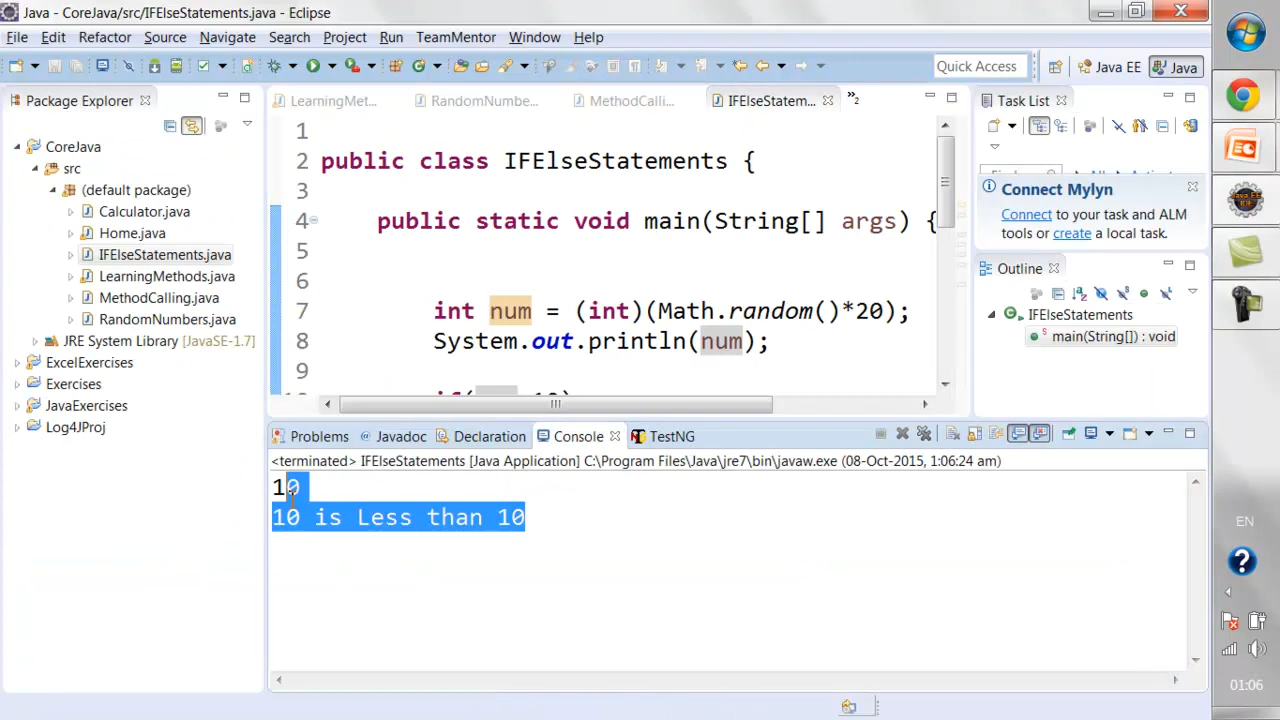 Java - CoreJava/src/IFElseStatements.java - Eclipse
File Edit Refactor Source Navigate Search Project Run TeamMentor Window Help
Quick Access
Java EE
Java
Package Explorer
LearningMet...
RandomNumbe...
MethodCalli...
IFElseStatem...
»2
Task List
CoreJava
src
(default package)
Calculator.java
Home.java
IFElseStatements.java
LearningMethods.java
MethodCalling.java
RandomNumbers.java
JRE System Library [JavaSE-1.7]
ExcelExercises
Exercises
JavaExercises
Log4JProj
1
2 public class IFElseStatements {
3
4 public static void main(String[] args) {
5
6
7 int num = (int)(Math.random()*20);
8 System.out.println(num);
9
Connect Mylyn
Connect to your task and ALM
tools or create a local task.
Outline
IFElseStatements
main(String[]) : void
Problems
Javadoc
Declaration
Console
TestNG
<terminated> IFElseStatements [Java Application] C:\Program Files\Java\jre7\bin\javaw.exe (08-Oct-2015, 1:06:24 am)
10
10 is Less than 10
EN
01:06